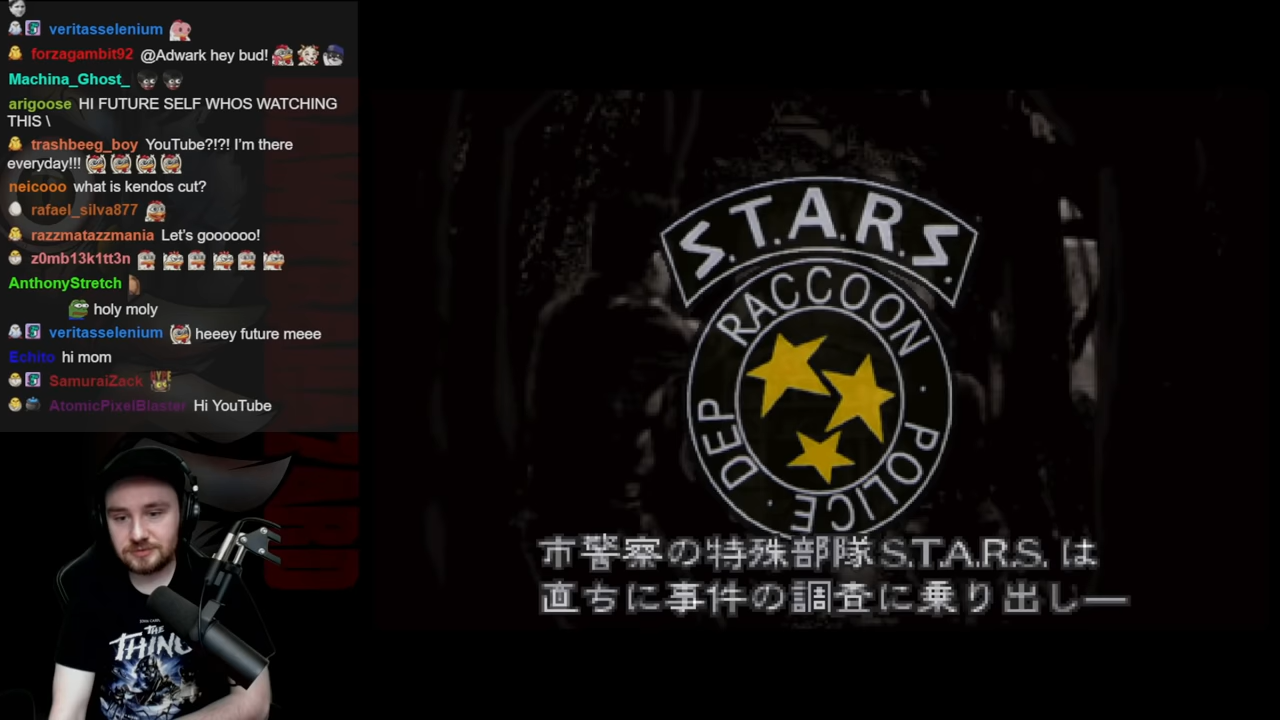 veritasselenium
forzagambit92 @Adwark hey bud!
Machina_Ghost_
arigoose HI FUTURE SELF WHOS WATCHING
THIS \
trashbeeg_boy YouTube?!?! I'm there
everyday!!!
neicooo what is kendos cut?
rafael_silva877
razzmatazzmania Let's goooooo!
z0mb13k1tt3n
AnthonyStretch
holy moly
veritasselenium heeey future meee
Echito hi mom
SamuraiZack HYPE
AtomicPixelBlaster Hi YouTube
S.T.A.R.S.
RACCOON · POLICE · DEP
市警察の特殊部隊S.T.A.R.S. は
直ちに事件の調査に乗り出し―
THE
THING